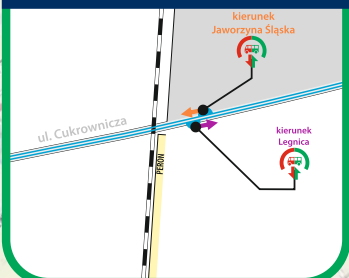 kierunek
Jaworzyna Śląska
ul. Cukrownicza
kierunek
Legnica
PERON